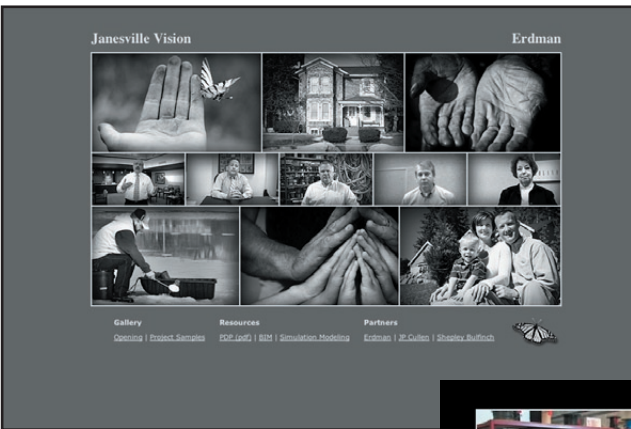 Janesville Vision Erdman
Gallery Resources Partners
Opening | Project Samples PDP (pdf) | BIM | Simulation Modeling Erdman | JP Cullen | Shepley Bulfinch